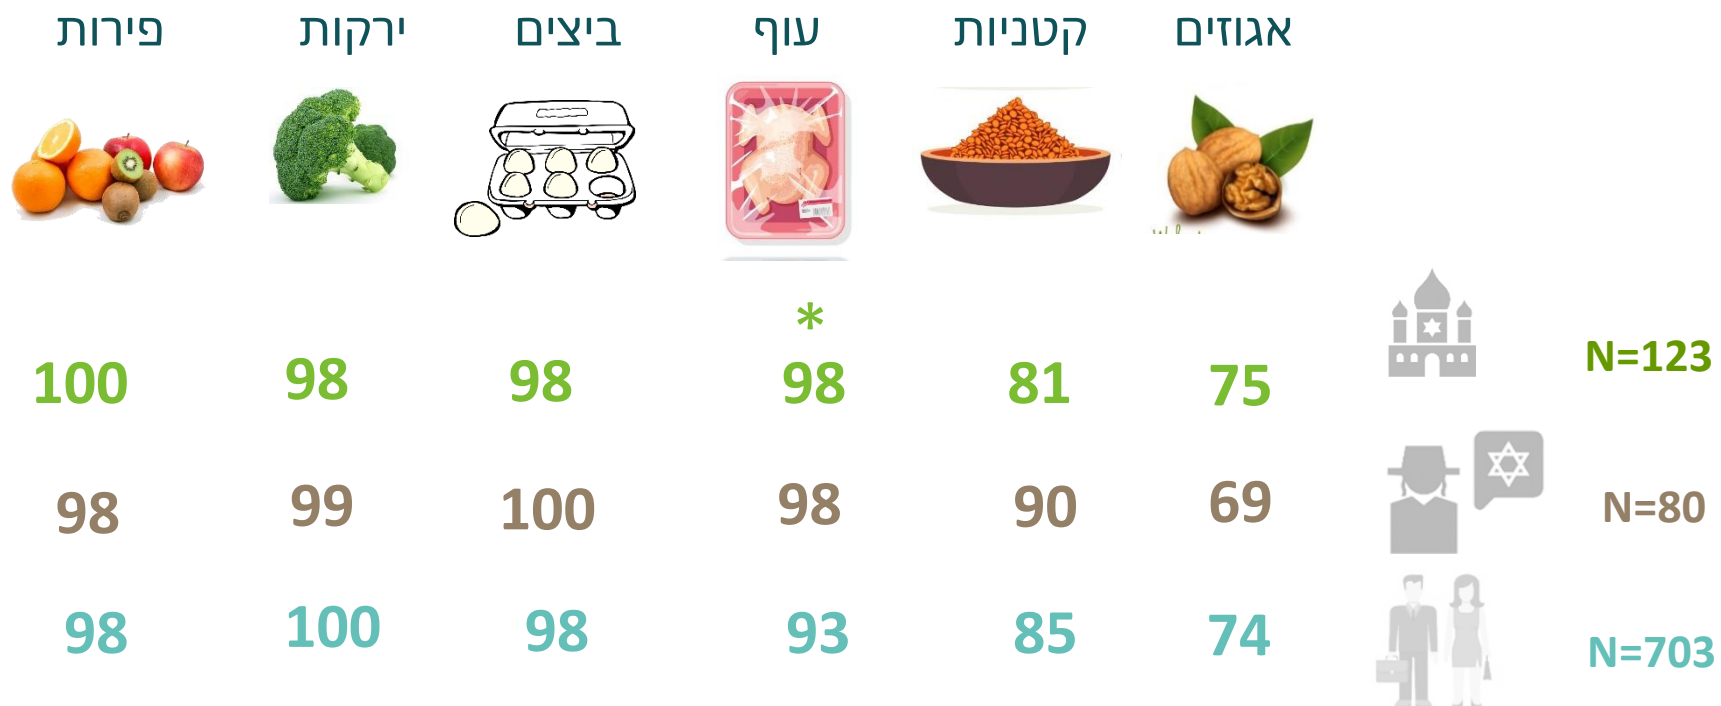 אגוזים קטניות עוף ביצים ירקות פירות
*
N=123 75 81 98 98 98 100
N=80 69 90 98 100 99 98
N=703 74 85 93 98 100 98